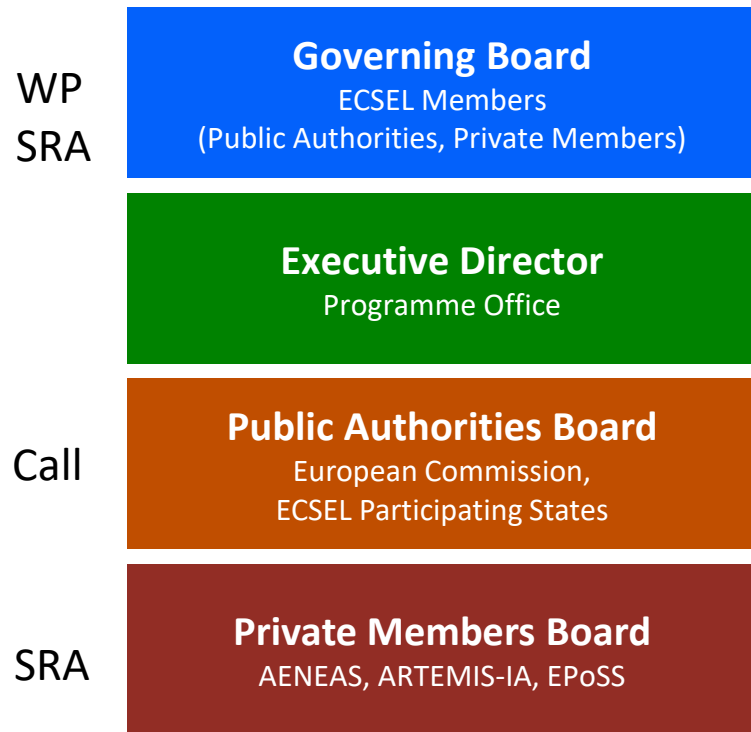 WP
SRA
Governing Board
ECSEL Members
(Public Authorities, Private Members)
Executive Director
Programme Office
Call
Public Authorities Board
European Commission,
ECSEL Participating States
SRA
Private Members Board
AENEAS, ARTEMIS-IA, EPoSS